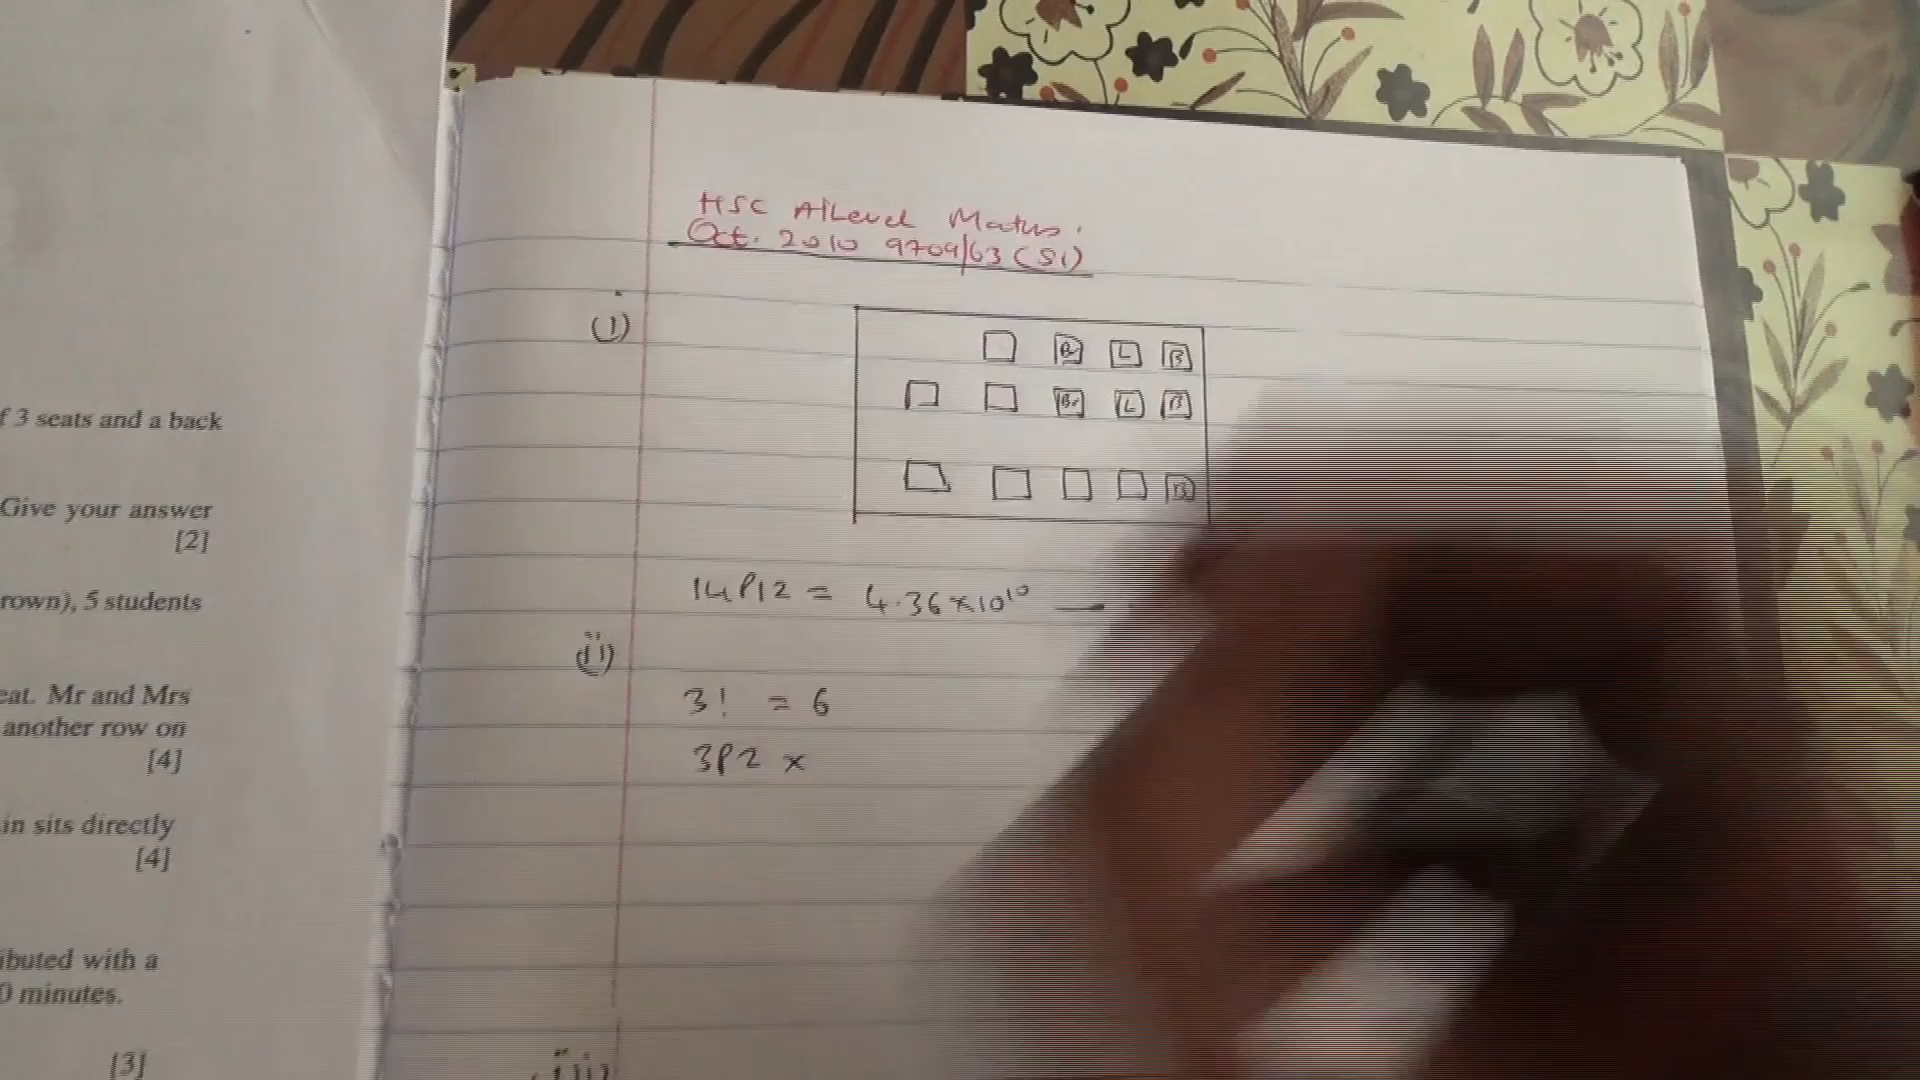 f 3 seats and a back
Give your answer
[2]
rown), 5 students
eat. Mr and Mrs
another row on
[4]
in sits directly
[4]
ibuted with a
0 minutes.
[3]
HSC A/Level Maths.
Oct. 2010 9709/63 (S1)
(i)
B L B
B L B
B
14P12 = 4.36×10¹⁰
(ii)
3! = 6
3P2 ×
(iii)